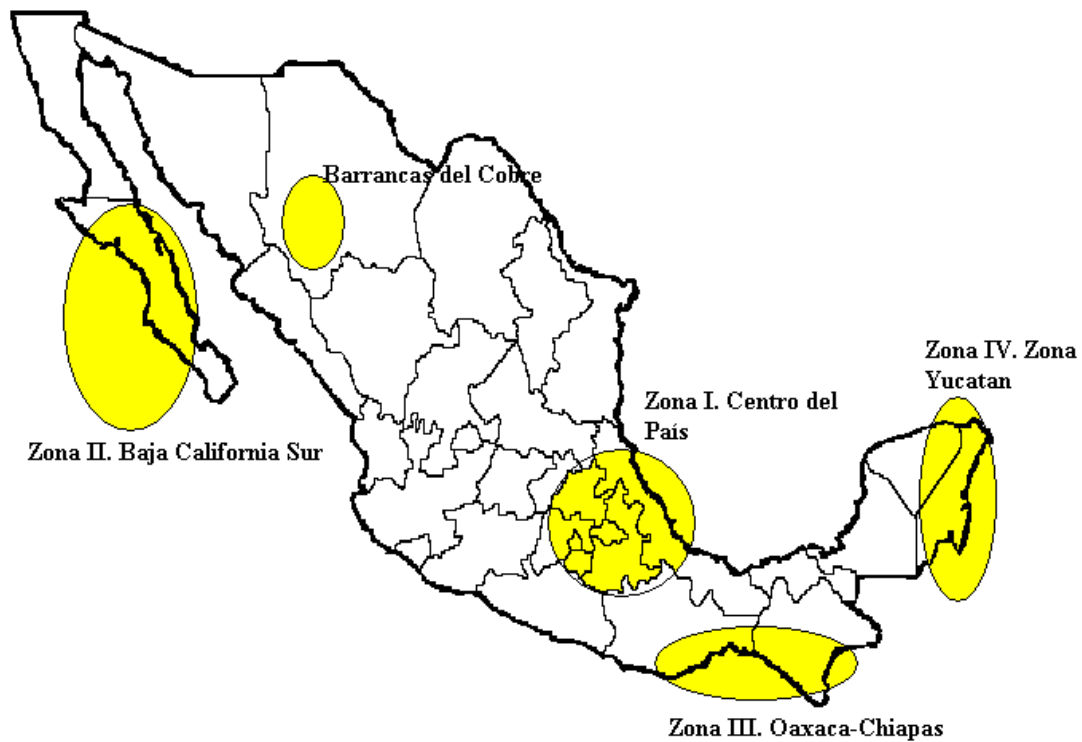 Barrancas del Cobre
Zona IV. Zona
Yucatan
Zona I. Centro del
País
Zona II. Baja California Sur
Zona III. Oaxaca-Chiapas